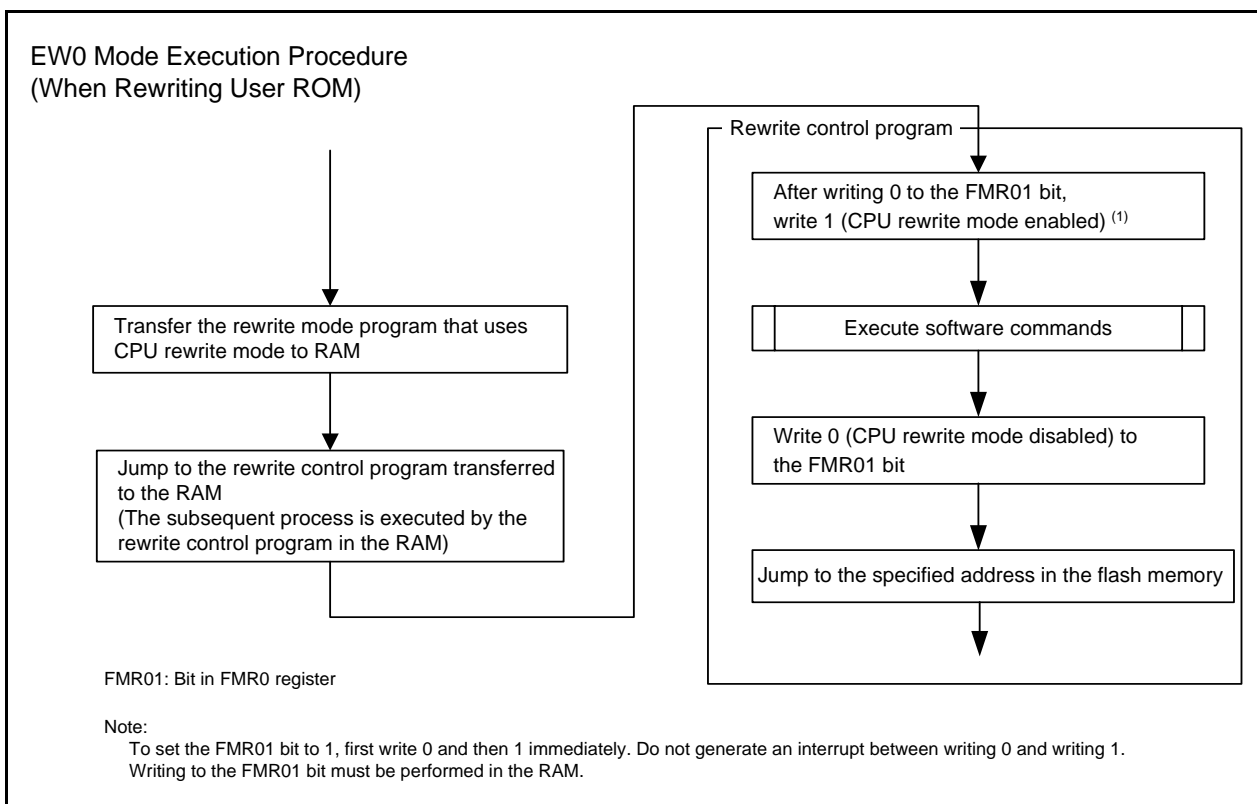 EW0 Mode Execution Procedure
(When Rewriting User ROM)
Transfer the rewrite mode program that uses
CPU rewrite mode to RAM
Jump to the rewrite control program transferred
to the RAM
(The subsequent process is executed by the
rewrite control program in the RAM)
Rewrite control program
After writing 0 to the FMR01 bit,
write 1 (CPU rewrite mode enabled) (1)
Execute software commands
Write 0 (CPU rewrite mode disabled) to
the FMR01 bit
Jump to the specified address in the flash memory
FMR01: Bit in FMR0 register
Note:
To set the FMR01 bit to 1, first write 0 and then 1 immediately. Do not generate an interrupt between writing 0 and writing 1.
Writing to the FMR01 bit must be performed in the RAM.